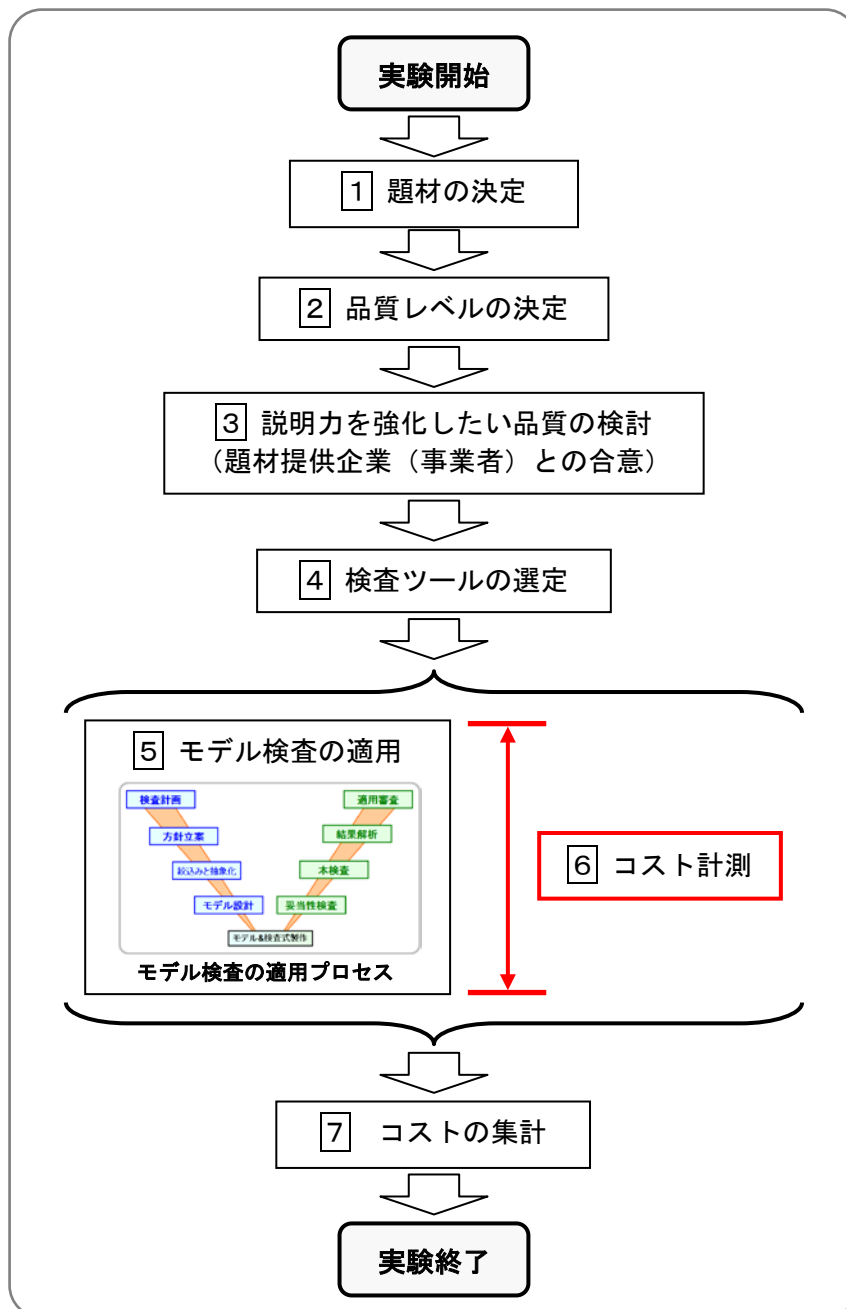 実験開始
1 題材の決定
2 品質レベルの決定
3 説明力を強化したい品質の検討
（題材提供企業（事業者）との合意）
4 検査ツールの選定
5 モデル検査の適用
検査計画
適用審査
方針立案
結果解析
絞込みと抽象化
本検査
モデル設計
妥当性検査
モデル&検査式製作
モデル検査の適用プロセス
6 コスト計測
7 コストの集計
実験終了